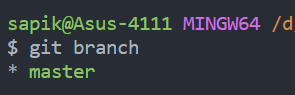 sapik@Asus-4111 MINGW64 /d
$ git branch
* master